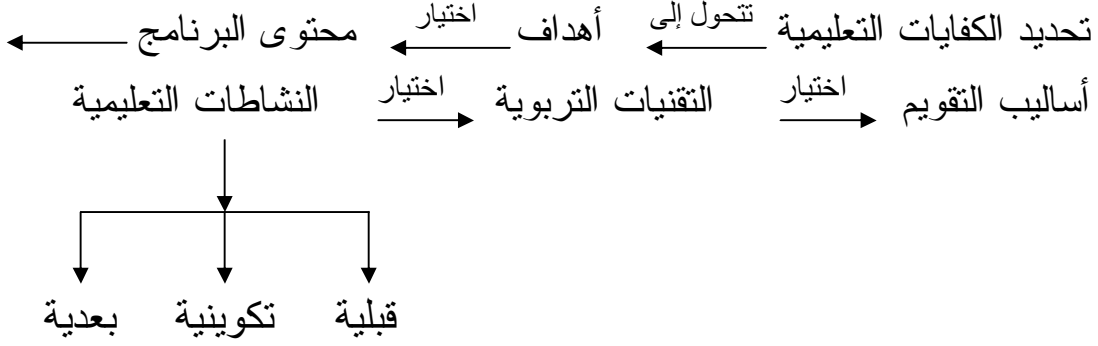 تحديد الكفايات التعليمية تتحول إلى أهداف اختيار محتوى البرنامج
أساليب التقويم اختيار التقنيات التربوية اختيار النشاطات التعليمية
قبلية تكوينية بعدية